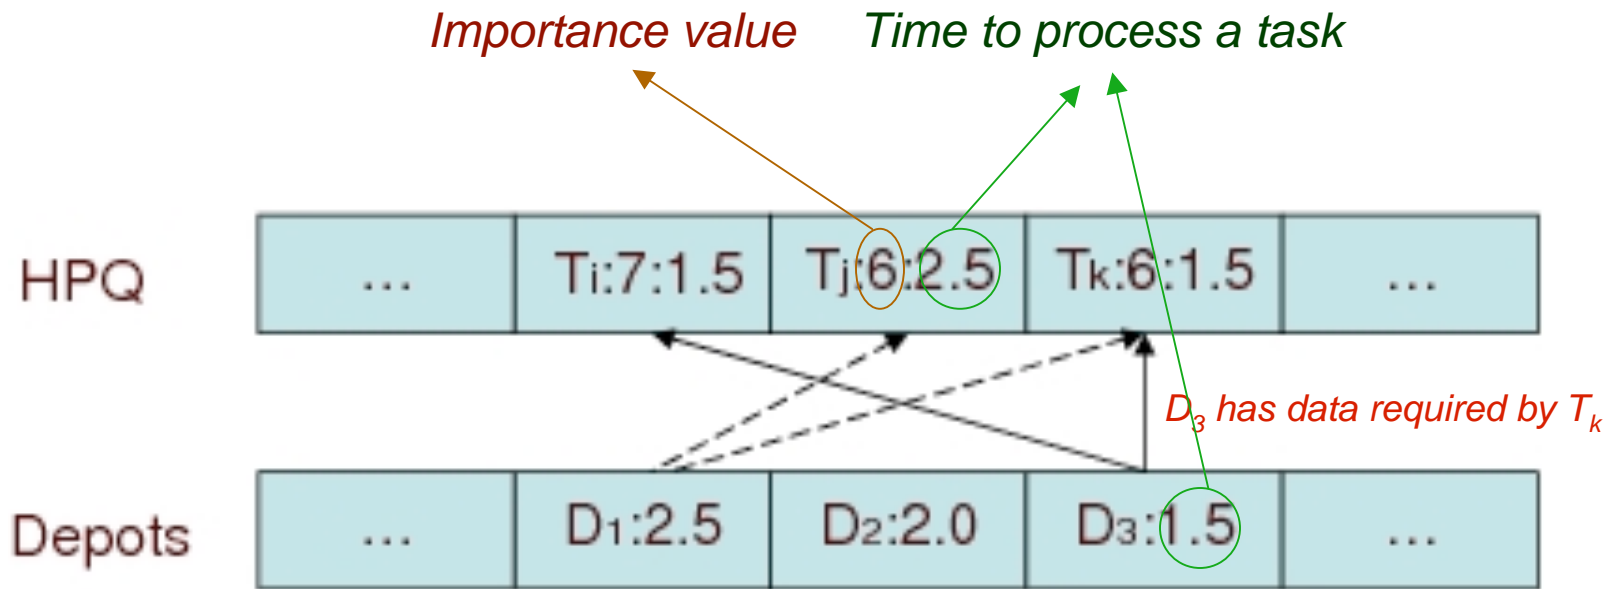 Importance value Time to process a task
HPQ ... Ti:7:1.5 Tj:6:2.5 Tk:6:1.5 ...
D3 has data required by Tk
Depots ... D1:2.5 D2:2.0 D3:1.5 ...